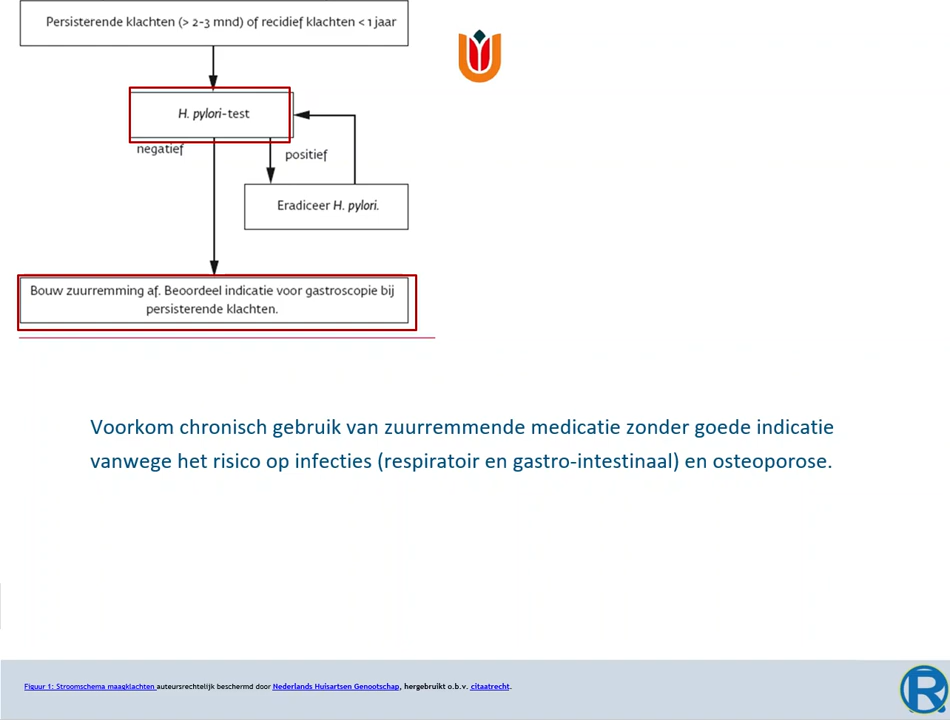 Persisterende klachten (> 2-3 mnd) of recidief klachten < 1 jaar
H. pylori-test
negatief
positief
Eradiceer H. pylori.
Bouw zuurremming af. Beoordeel indicatie voor gastroscopie bij
persisterende klachten.
Voorkom chronisch gebruik van zuurremmende medicatie zonder goede indicatie
vanwege het risico op infecties (respiratoir en gastro-intestinaal) en osteoporose.
Figuur 1: Stroomschema maagklachten auteursrechtelijk beschermd door Nederlands Huisartsen Genootschap, hergebruikt o.b.v. citaatrecht.
R